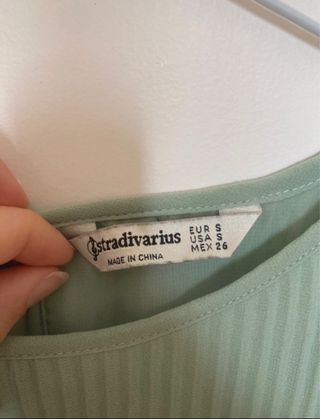 stradivarius
MADE IN CHINA
EUR S
USA S
MEX 26